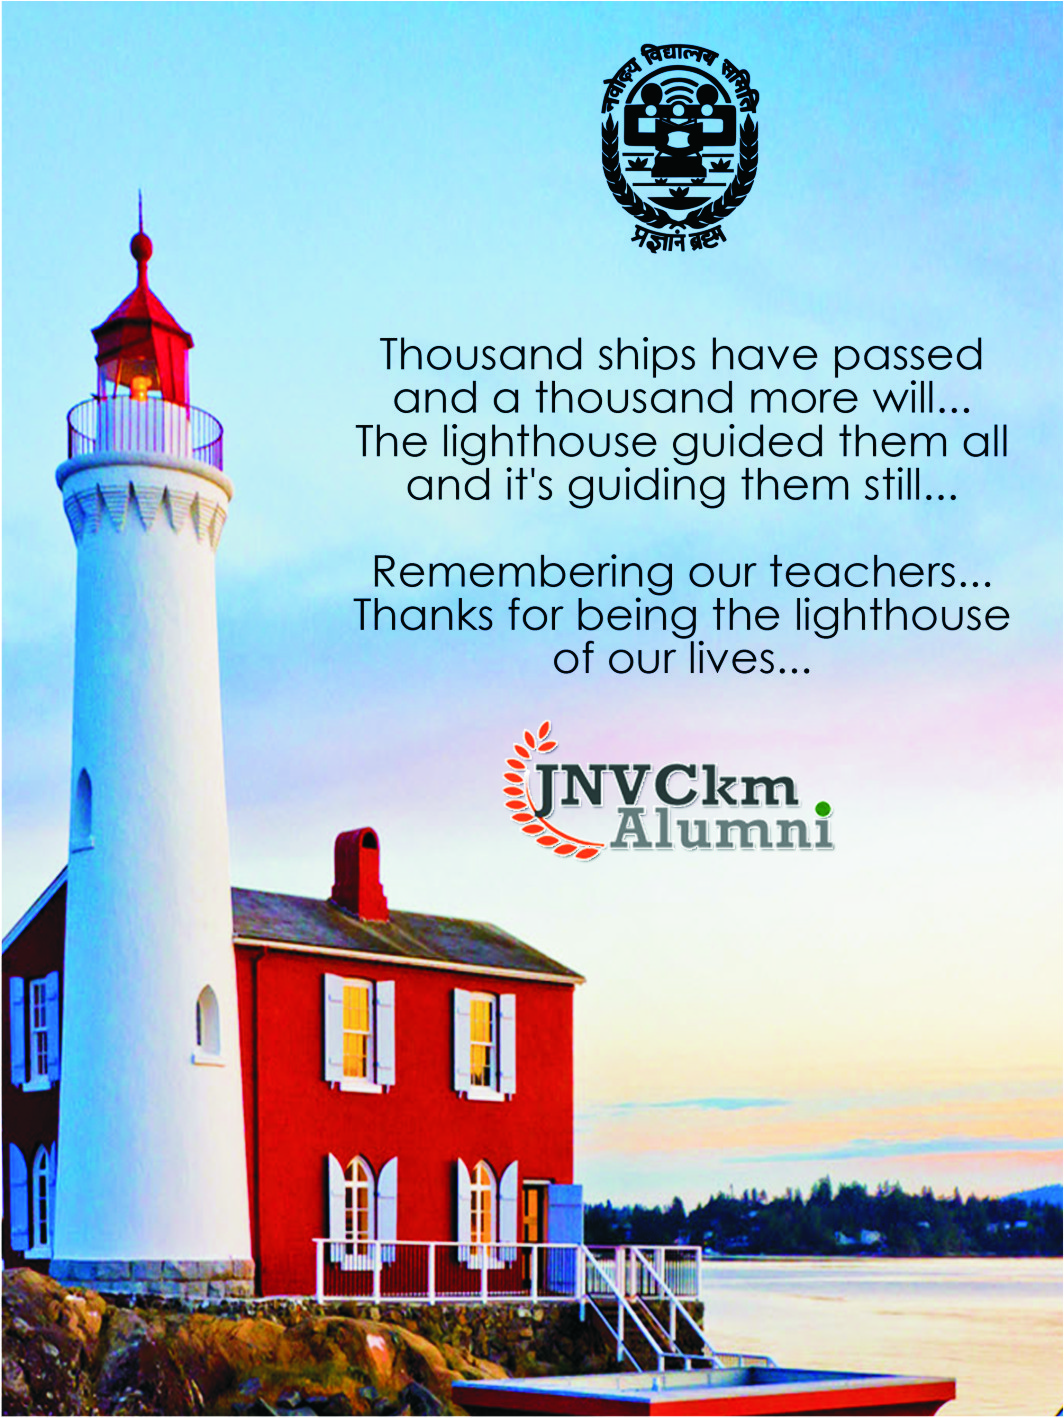 नवोदय विद्यालय समिति
प्रज्ञानं ब्रह्म
Thousand ships have passed
and a thousand more will...
The lighthouse guided them all
and it's guiding them still...
Remembering our teachers...
Thanks for being the lighthouse
of our lives...
JNVCkm
Alumni